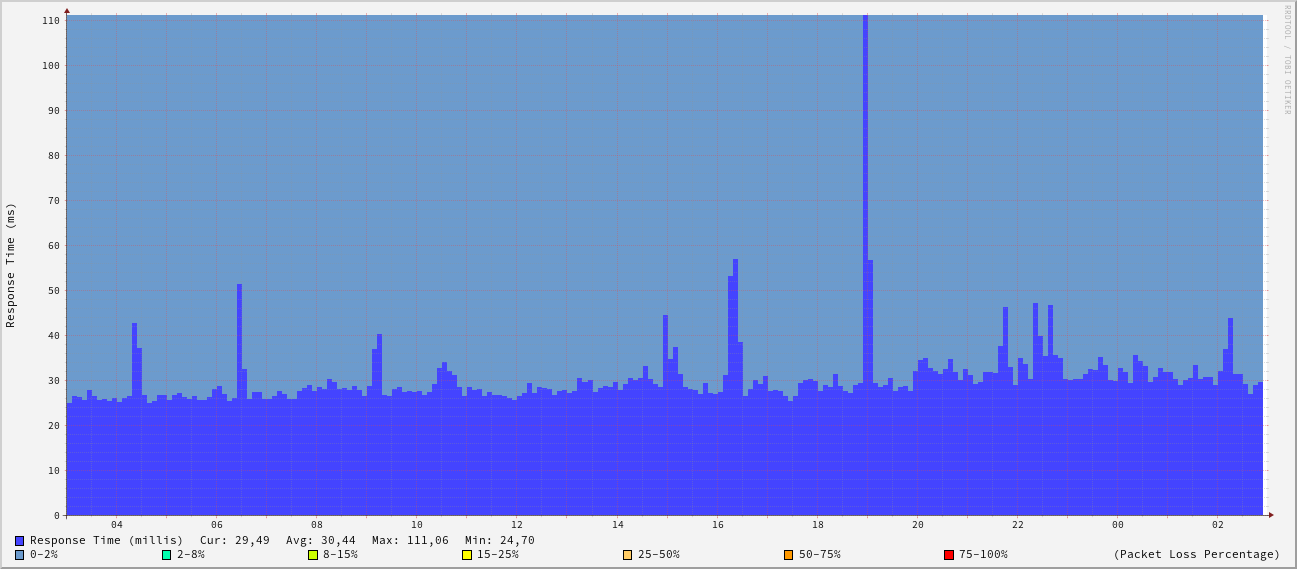 RRDTOOL / TOBI OETIKER
Response Time (ms)
110
100
90
80
70
60
50
40
30
20
10
0
04 06 08 10 12 14 16 18 20 22 00 02
Response Time (millis) Cur: 29,49 Avg: 30,44 Max: 111,06 Min: 24,70
0-2% 2-8% 8-15% 15-25% 25-50% 50-75% 75-100% (Packet Loss Percentage)